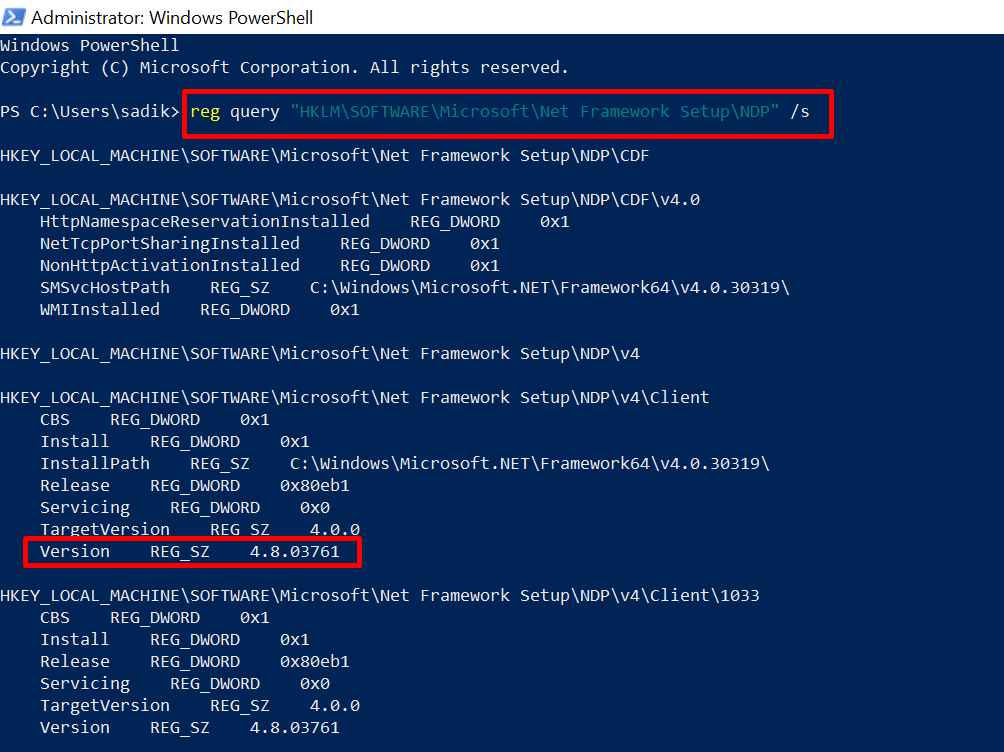 Administrator: Windows PowerShell
Windows PowerShell
Copyright (C) Microsoft Corporation. All rights reserved.
PS C:\Users\sadik> reg query "HKLM\SOFTWARE\Microsoft\Net Framework Setup\NDP" /s
HKEY_LOCAL_MACHINE\SOFTWARE\Microsoft\Net Framework Setup\NDP\CDF
HKEY_LOCAL_MACHINE\SOFTWARE\Microsoft\Net Framework Setup\NDP\CDF\v4.0
    HttpNamespaceReservationInstalled    REG_DWORD    0x1
    NetTcpPortSharingInstalled    REG_DWORD    0x1
    NonHttpActivationInstalled    REG_DWORD    0x1
    SMSvcHostPath    REG_SZ    C:\Windows\Microsoft.NET\Framework64\v4.0.30319\
    WMIInstalled    REG_DWORD    0x1
HKEY_LOCAL_MACHINE\SOFTWARE\Microsoft\Net Framework Setup\NDP\v4
HKEY_LOCAL_MACHINE\SOFTWARE\Microsoft\Net Framework Setup\NDP\v4\Client
    CBS    REG_DWORD    0x1
    Install    REG_DWORD    0x1
    InstallPath    REG_SZ    C:\Windows\Microsoft.NET\Framework64\v4.0.30319\
    Release    REG_DWORD    0x80eb1
    Servicing    REG_DWORD    0x0
    TargetVersion    REG_SZ    4.0.0
    Version    REG_SZ    4.8.03761
HKEY_LOCAL_MACHINE\SOFTWARE\Microsoft\Net Framework Setup\NDP\v4\Client\1033
    CBS    REG_DWORD    0x1
    Install    REG_DWORD    0x1
    Release    REG_DWORD    0x80eb1
    Servicing    REG_DWORD    0x0
    TargetVersion    REG_SZ    4.0.0
    Version    REG_SZ    4.8.03761